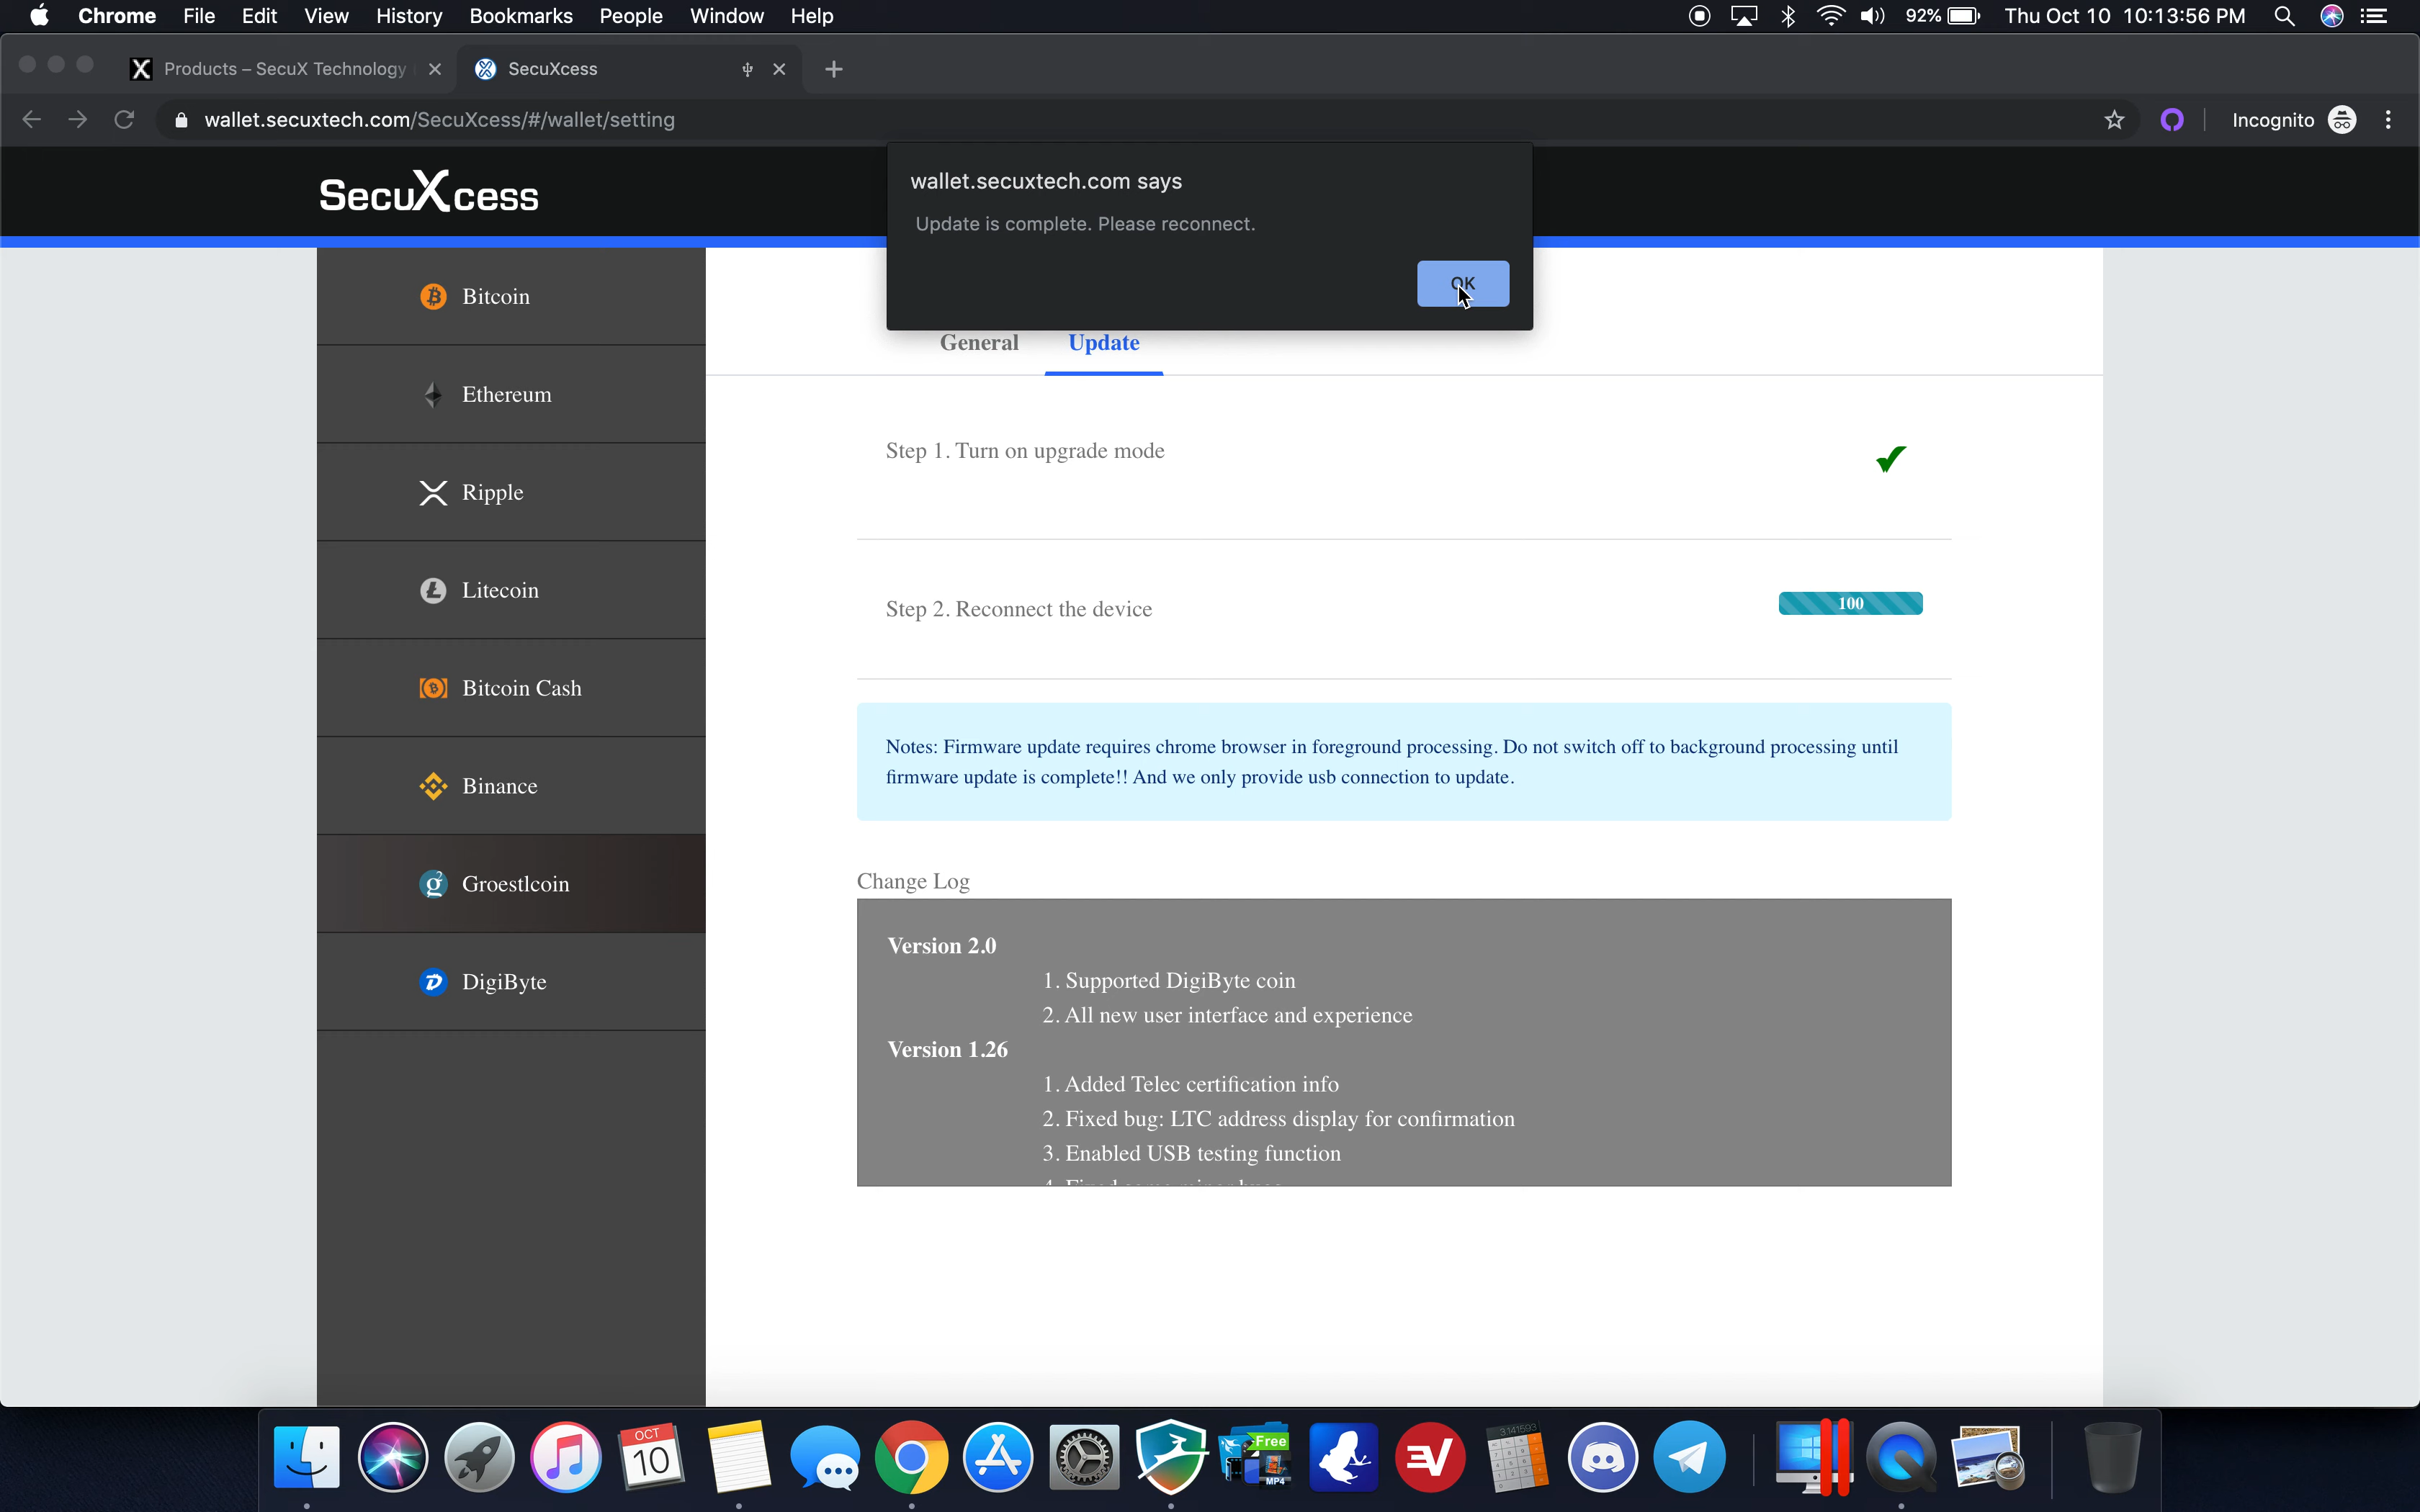 Chrome File Edit View History Bookmarks People Window Help 92% Thu Oct 10 10:13:56 PM
Products – SecuX Technology SecuXcess
wallet.secuxtech.com/SecuXcess/#/wallet/setting Incognito
SecuXcess
wallet.secuxtech.com says
Update is complete. Please reconnect.
OK
Bitcoin
Ethereum
Ripple
Litecoin
Bitcoin Cash
Binance
Groestlcoin
DigiByte
General Update
Step 1. Turn on upgrade mode
Step 2. Reconnect the device 100
Notes: Firmware update requires chrome browser in foreground processing. Do not switch off to background processing until
firmware update is complete!! And we only provide usb connection to update.
Change Log
Version 2.0
1. Supported DigiByte coin
2. All new user interface and experience
Version 1.26
1. Added Telec certification info
2. Fixed bug: LTC address display for confirmation
3. Enabled USB testing function
OCT
10
Free
MP4
3.141593